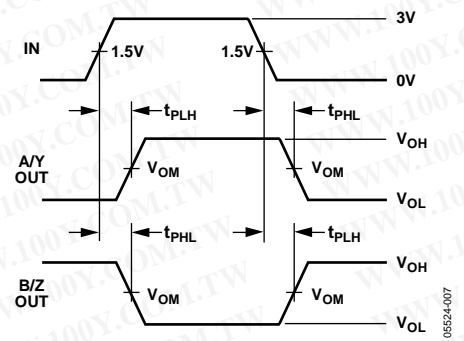 3V
IN
1.5V
1.5V
0V
tPLH
tPHL
VOH
A/Y
OUT
VOM
VOM
VOL
tPHL
tPLH
VOH
B/Z
OUT
VOM
VOM
VOL
05524-007
WWW.100Y.COM.TW